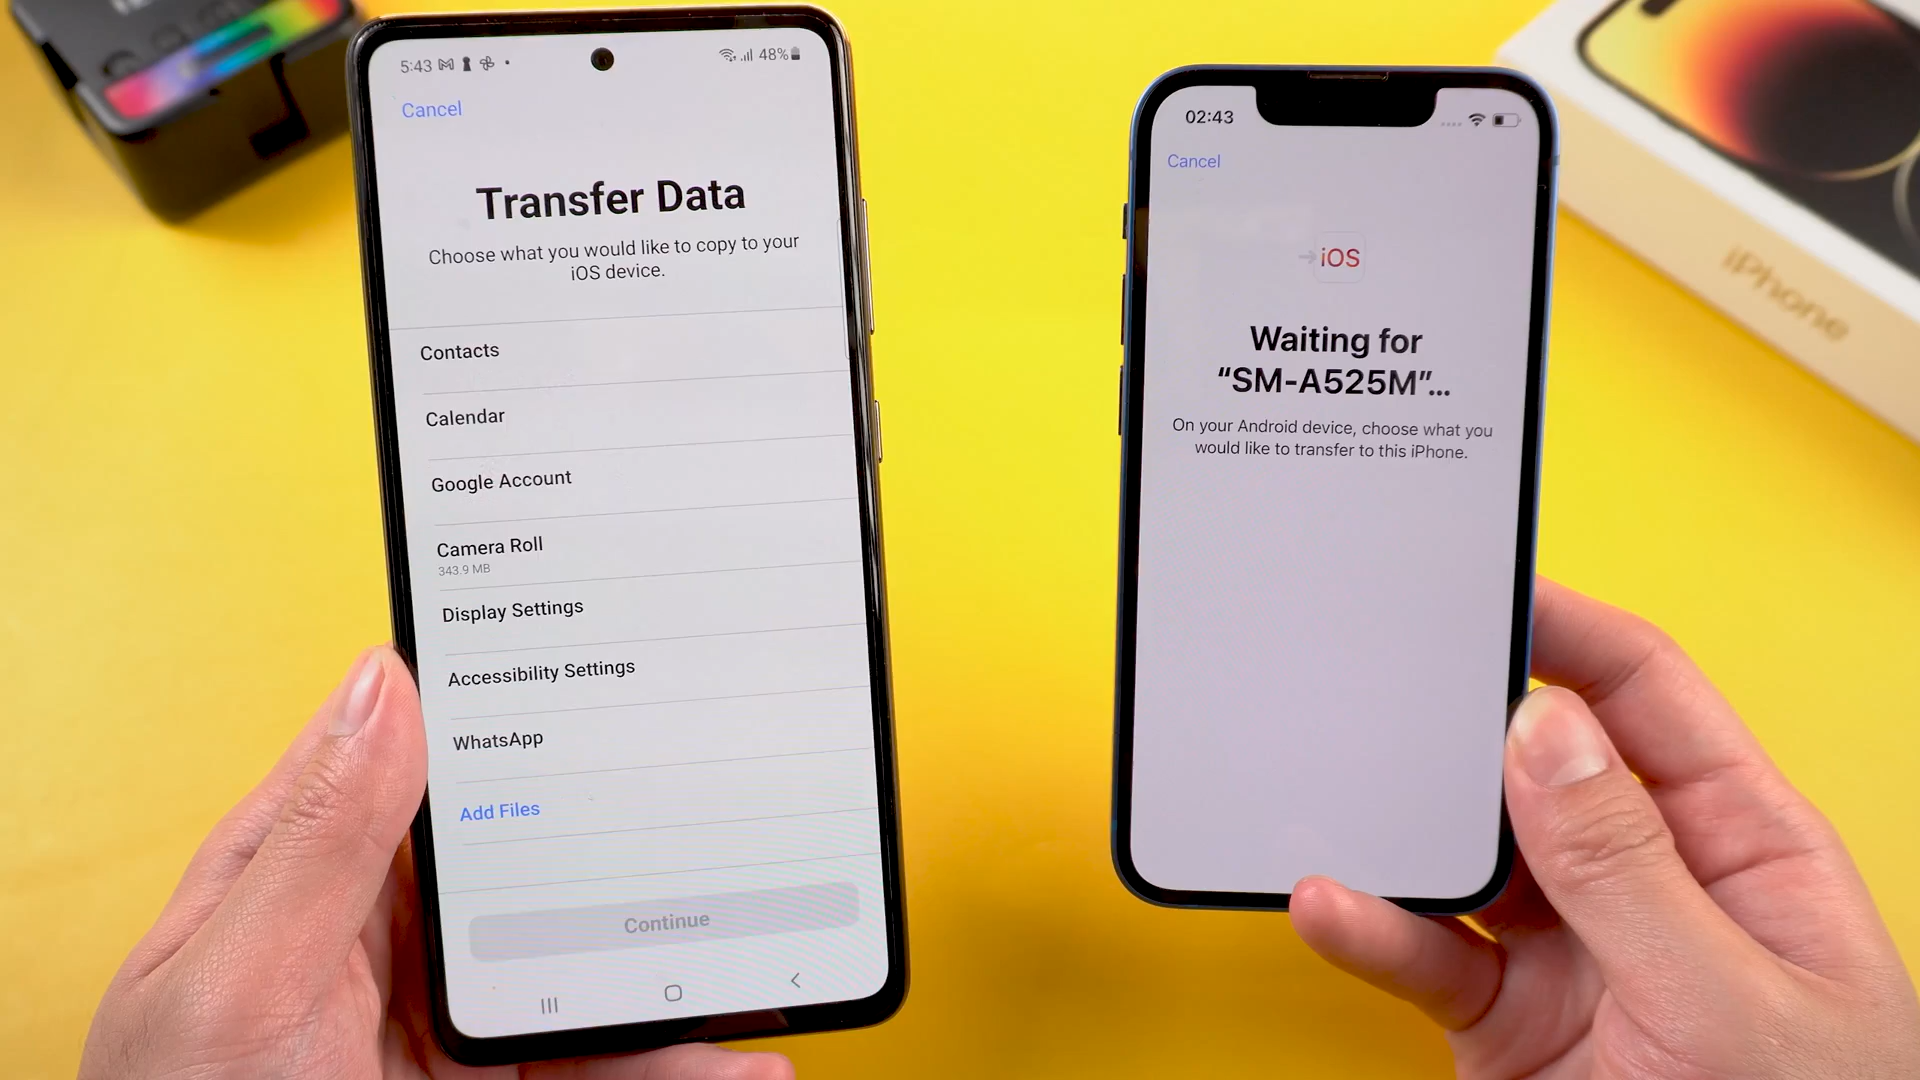 5:43
48%
Cancel
Transfer Data
Choose what you would like to copy to your
iOS device.
Contacts
Calendar
Google Account
Camera Roll
343.9 MB
Display Settings
Accessibility Settings
WhatsApp
Add Files
Continue
02:43
Cancel
iOS
Waiting for
“SM-A525M”...
On your Android device, choose what you
would like to transfer to this iPhone.
iPhone